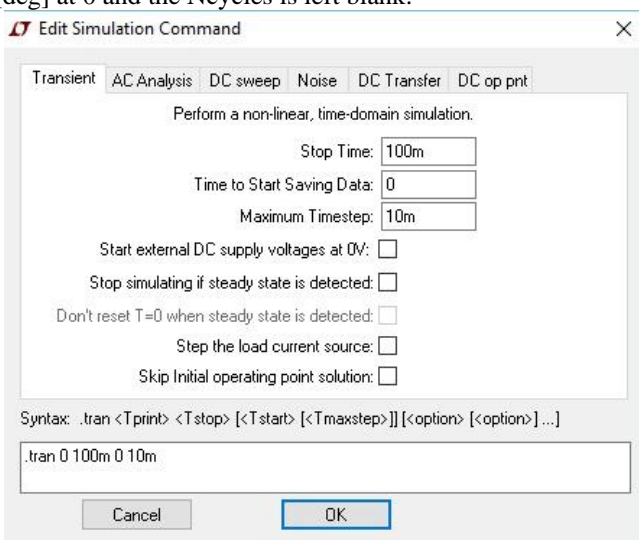 [deg] at 0 and the Ncycles is left blank.
Edit Simulation Command
Transient AC Analysis DC sweep Noise DC Transfer DC op pnt
Perform a non-linear, time-domain simulation.
Stop Time: 100m
Time to Start Saving Data: 0
Maximum Timestep: 10m
Start external DC supply voltages at 0V:
Stop simulating if steady state is detected:
Don't reset T=0 when steady state is detected:
Step the load current source:
Skip Initial operating point solution:
Syntax: .tran <Tprint> <Tstop> [<Tstart> [<Tmaxstep>]] [<option> [<option>] ...]
.tran 0 100m 0 10m
Cancel OK